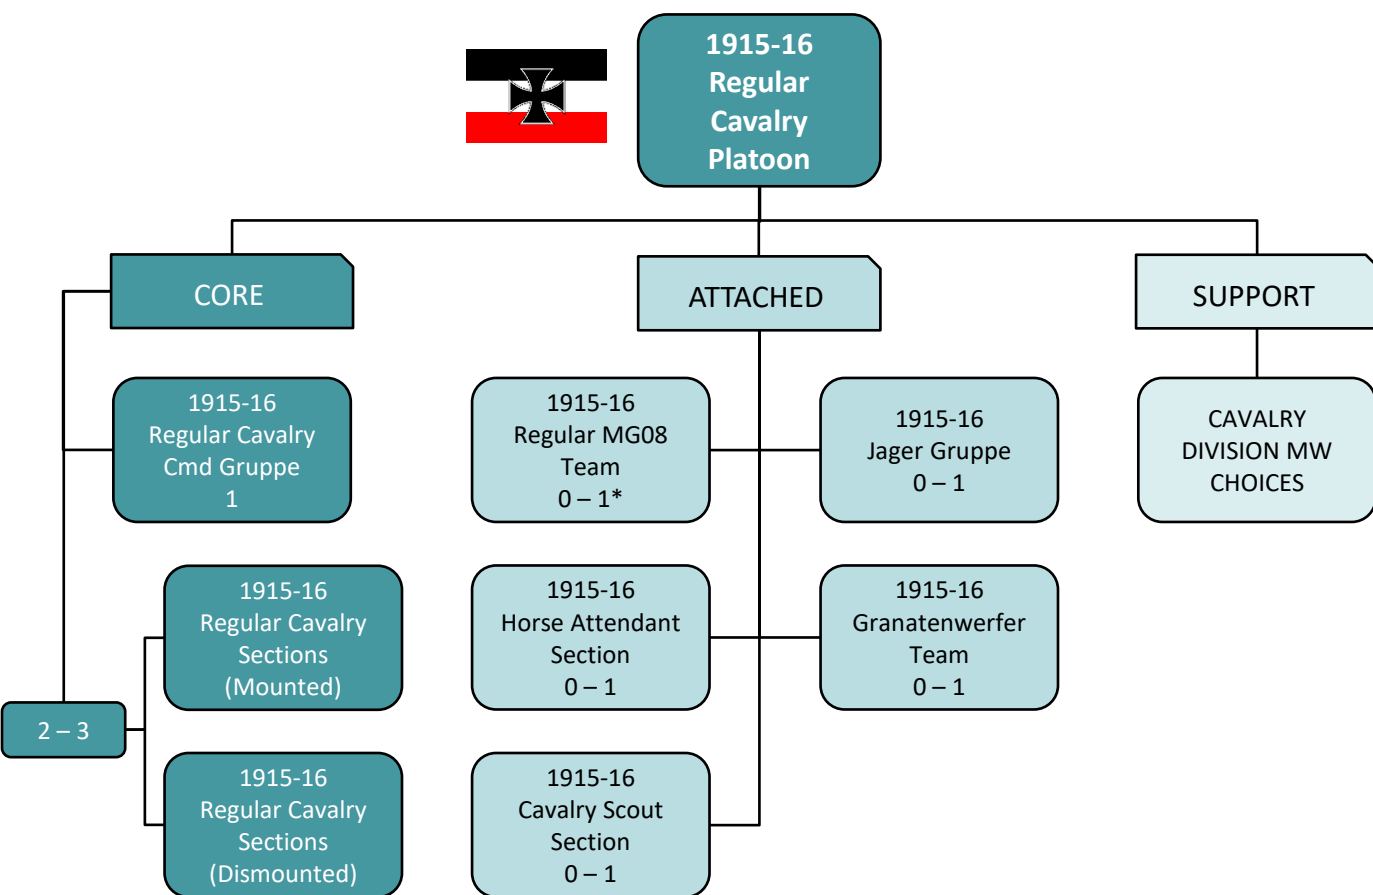 1915-16
Regular
Cavalry
Platoon
CORE
ATTACHED
SUPPORT
1915-16
Regular Cavalry
Cmd Gruppe
1
1915-16
Regular MG08
Team
0 – 1*
1915-16
Jager Gruppe
0 – 1
CAVALRY
DIVISION MW
CHOICES
1915-16
Regular Cavalry
Sections
(Mounted)
1915-16
Horse Attendant
Section
0 – 1
1915-16
Granatenwerfer
Team
0 – 1
2 – 3
1915-16
Regular Cavalry
Sections
(Dismounted)
1915-16
Cavalry Scout
Section
0 – 1